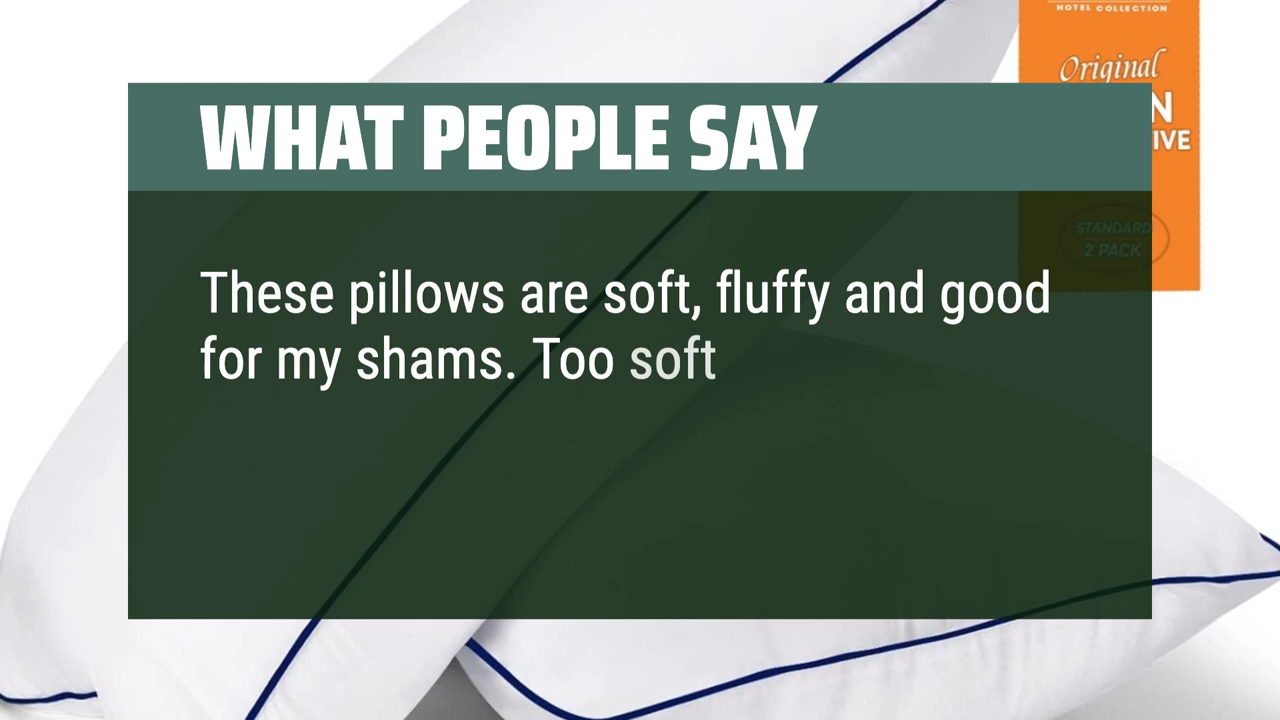 HOTEL COLLECTION
Original
WHAT PEOPLE SAY
STANDARD
2 PACK
These pillows are soft, fluffy and good
for my shams. Too soft